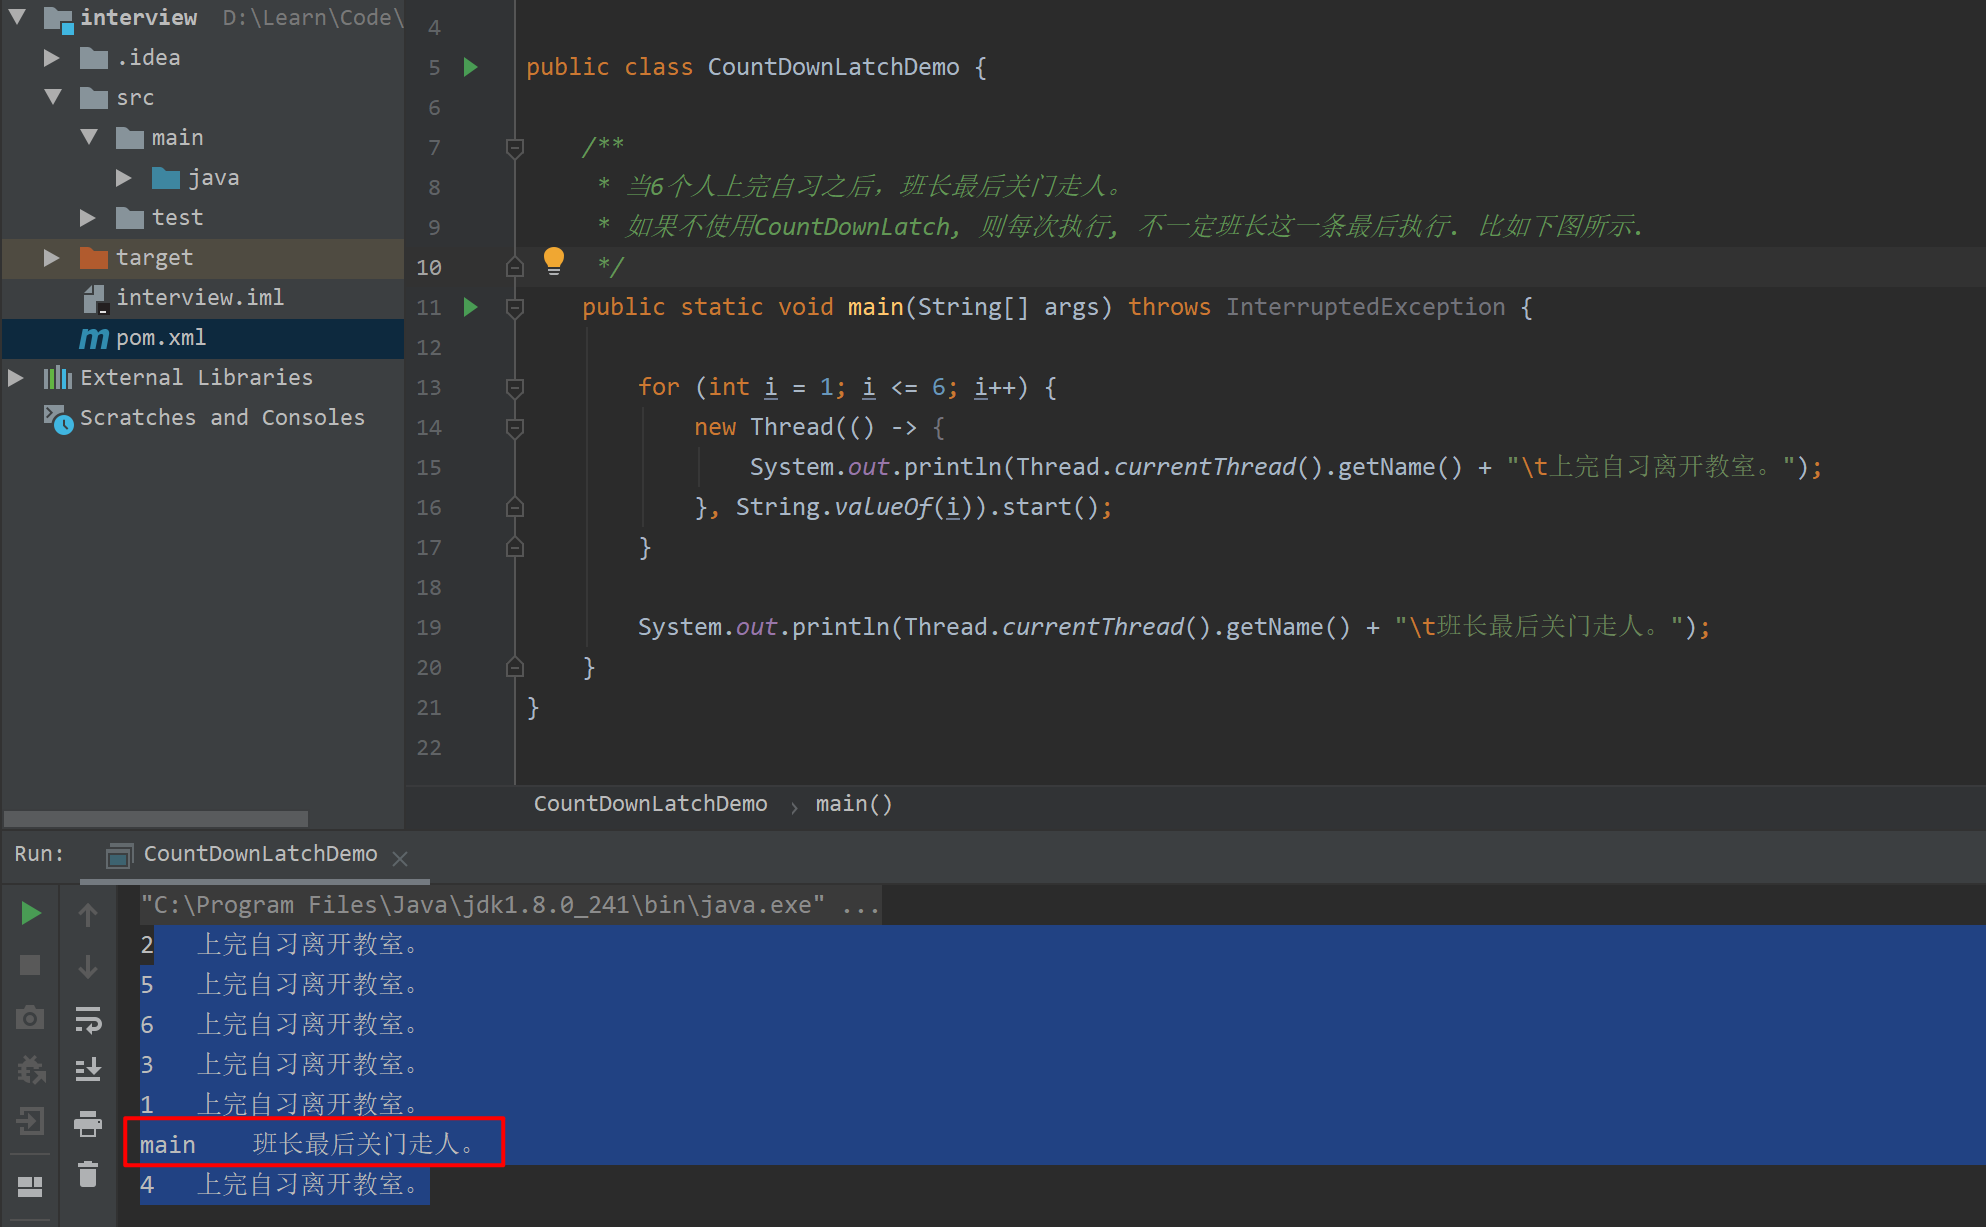 interview D:\Learn\Code\
.idea
src
main
java
test
target
interview.iml
pom.xml
External Libraries
Scratches and Consoles
4
5 public class CountDownLatchDemo {
6
7 /**
8 * 当6个人上完自习之后，班长最后关门走人。
9 * 如果不使用CountDownLatch, 则每次执行, 不一定班长这一条最后执行. 比如下图所示.
10 */
11 public static void main(String[] args) throws InterruptedException {
12
13 for (int i = 1; i <= 6; i++) {
14 new Thread(() -> {
15 System.out.println(Thread.currentThread().getName() + "\t上完自习离开教室。");
16 }, String.valueOf(i)).start();
17 }
18
19 System.out.println(Thread.currentThread().getName() + "\t班长最后关门走人。");
20 }
21 }
22
CountDownLatchDemo › main()
Run: CountDownLatchDemo
"C:\Program Files\Java\jdk1.8.0_241\bin\java.exe" ...
2 上完自习离开教室。
5 上完自习离开教室。
6 上完自习离开教室。
3 上完自习离开教室。
1 上完自习离开教室。
main 班长最后关门走人。
4 上完自习离开教室。